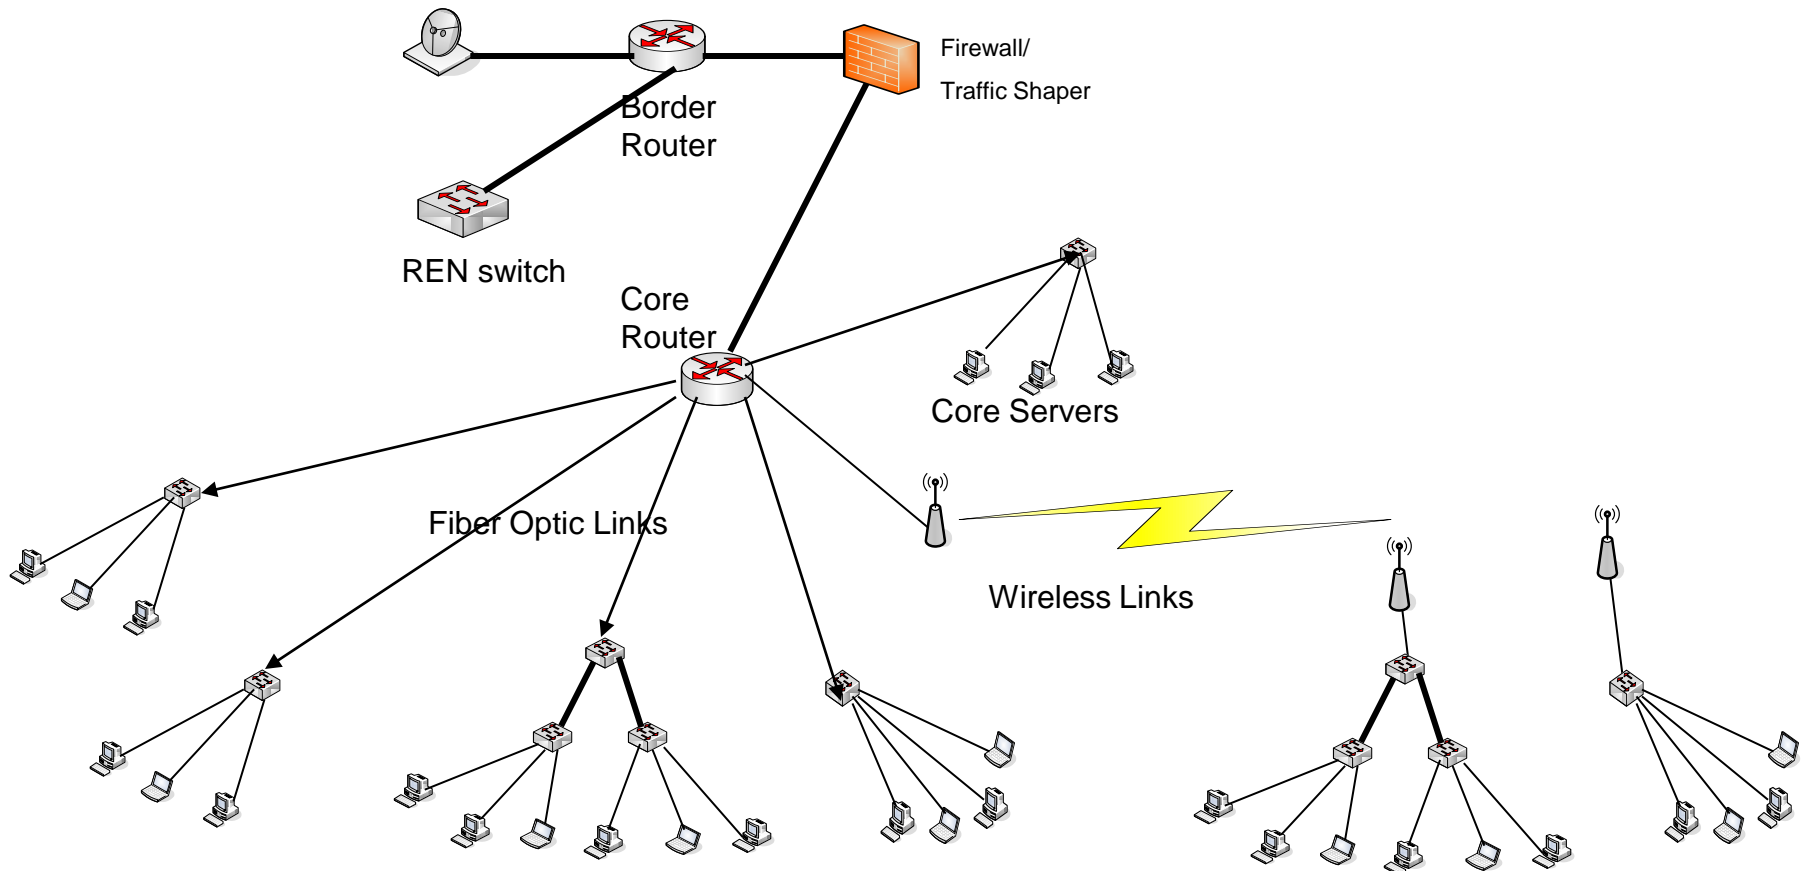 Firewall/
Traffic Shaper
Border
Router
REN switch
Core
Router
Core Servers
Fiber Optic Links
Wireless Links